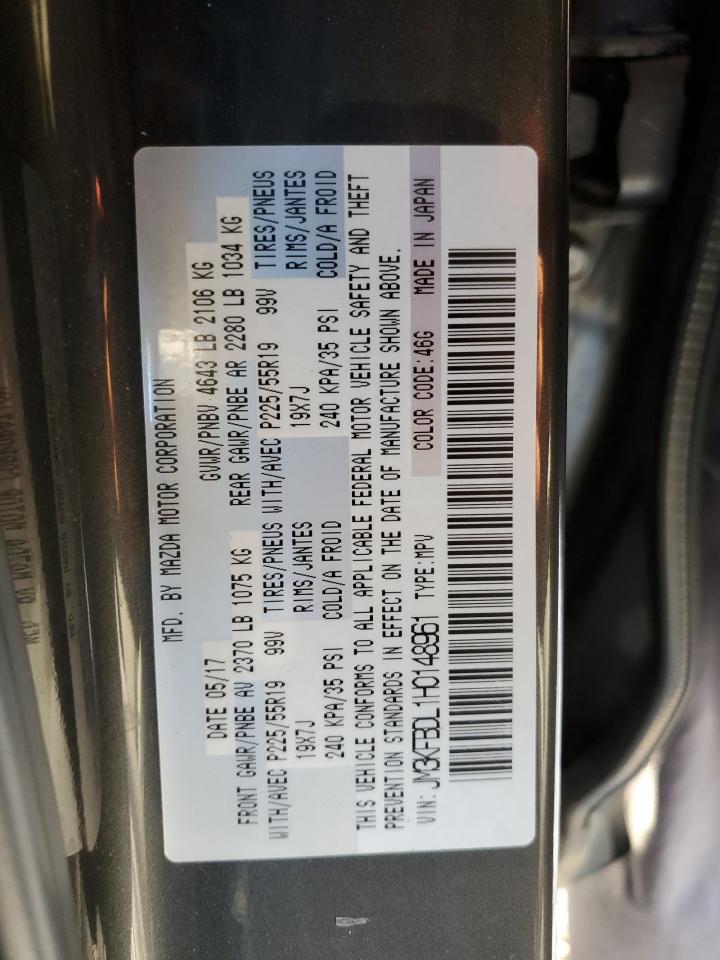 MFD. BY MAZDA MOTOR CORPORATION
DATE 05/17 GVWR/PNBV 4643 LB 2106 KG
FRONT GAWR/PNBE AV 2370 LB 1075 KG REAR GAWR/PNBE AR 2280 LB 1034 KG
WITH/AVEC P225/55R19 99V TIRES/PNEUS WITH/AVEC P225/55R19 99V TIRES/PNEUS
19X7J RIMS/JANTES 19X7J RIMS/JANTES
240 KPA/35 PSI COLD/A FROID 240 KPA/35 PSI COLD/A FROID
THIS VEHICLE CONFORMS TO ALL APPLICABLE FEDERAL MOTOR VEHICLE SAFETY AND THEFT
PREVENTION STANDARDS IN EFFECT ON THE DATE OF MANUFACTURE SHOWN ABOVE.
VIN: JM3KFBDL1H0148961 TYPE:MPV COLOR CODE:46G MADE IN JAPAN